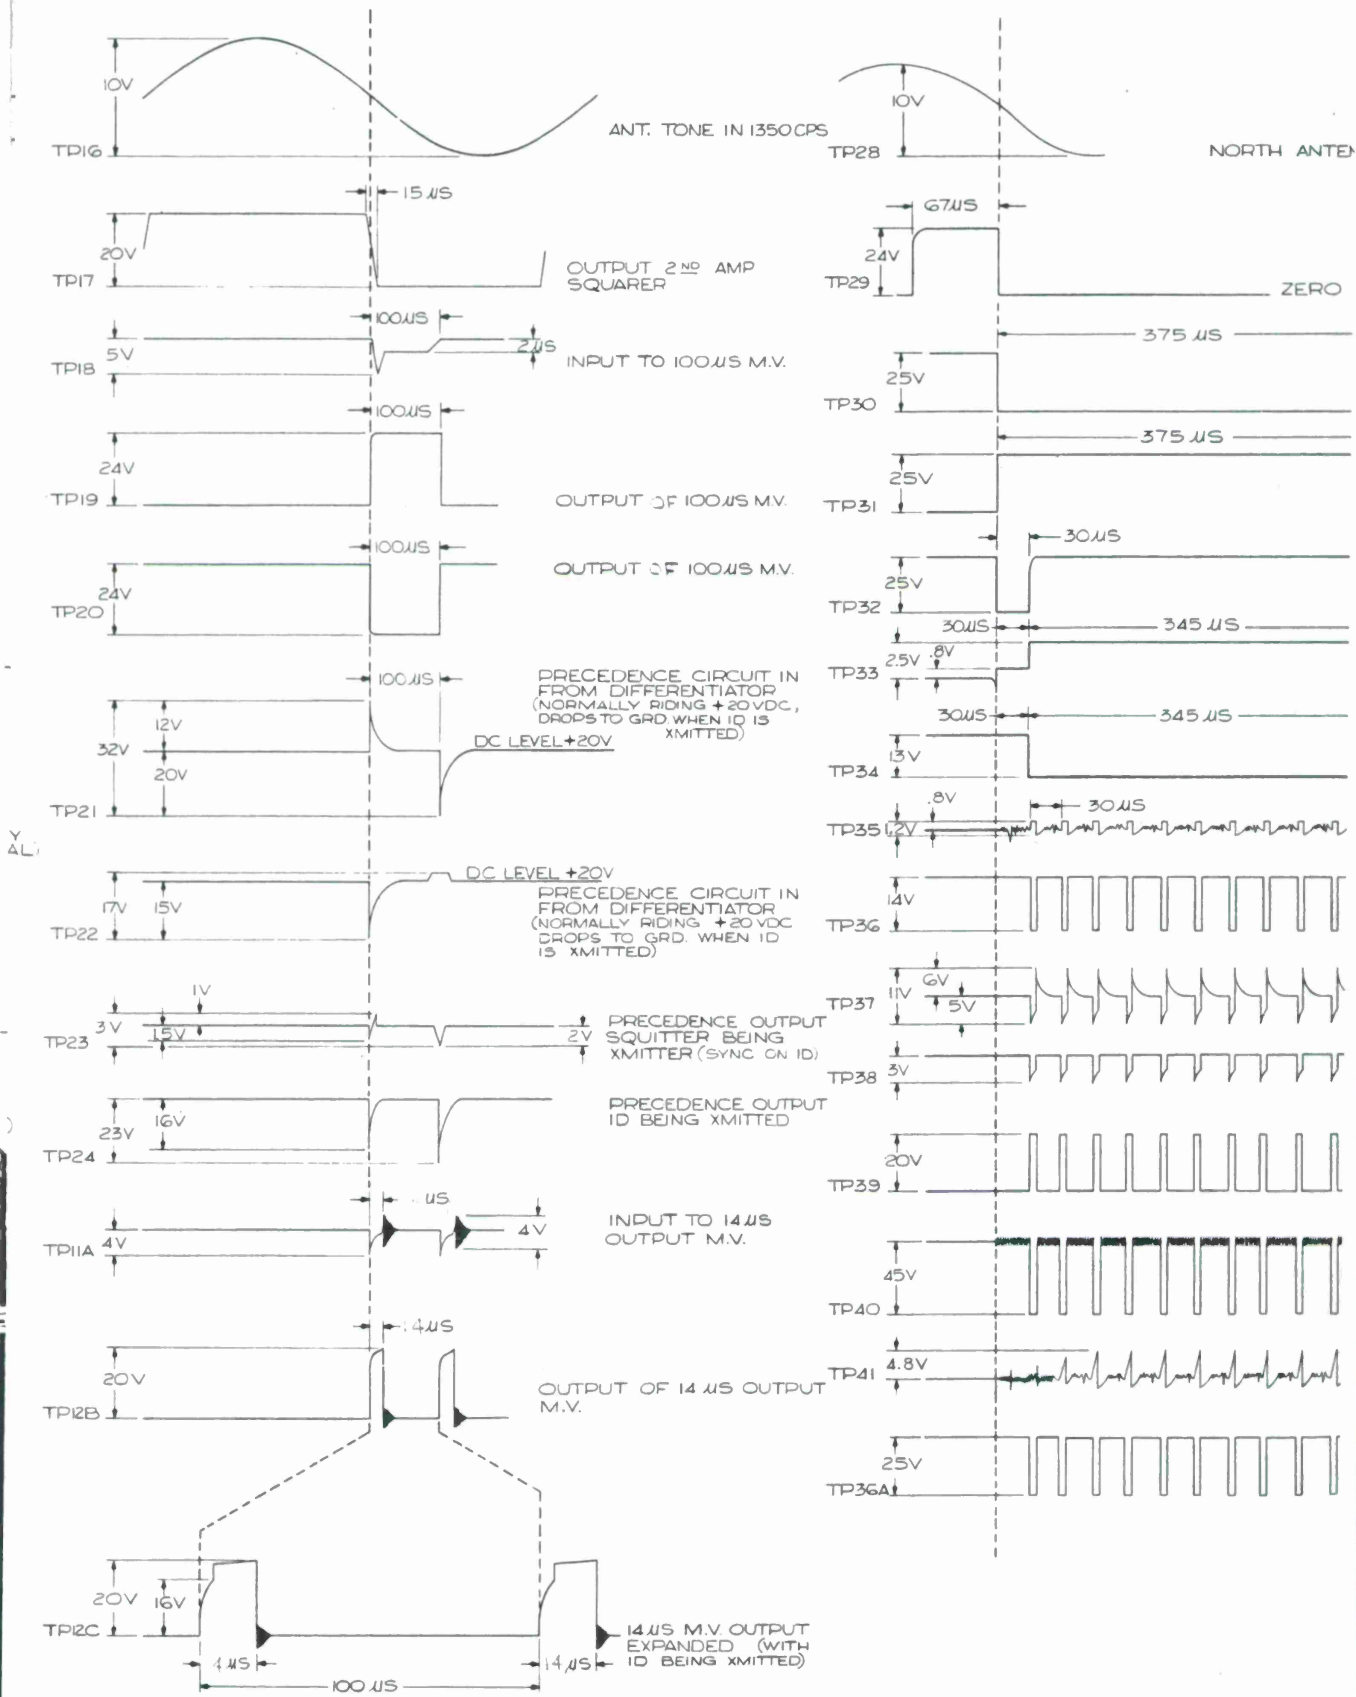 10V
TP16
ANT. TONE IN 1350CPS
15 µS
20V
TP17
OUTPUT 2ND AMP
SQUARER
100µS
5V
TP18
2µS
INPUT TO 100µS M.V.
100µS
24V
TP19
OUTPUT OF 100µS M.V.
100µS
24V
TP20
OUTPUT OF 100µS M.V.
100µS
12V
32V
20V
TP21
PRECEDENCE CIRCUIT IN
FROM DIFFERENTIATOR
(NORMALLY RIDING +20VDC,
DROPS TO GRD. WHEN ID IS
XMITTED)
DC LEVEL +20V
Y
AL)
17V
15V
TP22
DC LEVEL +20V
PRECEDENCE CIRCUIT IN
FROM DIFFERENTIATOR
(NORMALLY RIDING +20VDC
DROPS TO GRD. WHEN ID
IS XMITTED)
1V
3V
1.5V
TP23
2V
PRECEDENCE OUTPUT
SQUITTER BEING
XMITTER (SYNC ON ID)
16V
23V
TP24
PRECEDENCE OUTPUT
ID BEING XMITTED
µS
4V
TP11A
4V
INPUT TO 14µS
OUTPUT M.V.
14µS
20V
TP12B
OUTPUT OF 14 µS OUTPUT
M.V.
20V
16V
TP12C
14µS M.V. OUTPUT
EXPANDED (WITH
ID BEING XMITTED)
4µS
14µS
100µS
10V
TP28
NORTH ANTEN
67µS
24V
TP29
ZERO
375 µS
25V
TP30
375 µS
25V
TP31
30µS
25V
TP32
30µS
345 µS
.8V
2.5V
TP33
30µS
345µS
13V
TP34
.8V
30µS
TP35
1.2V
14V
TP36
6V
11V
5V
TP37
3V
TP38
20V
TP39
45V
TP40
4.8V
TP41
25V
TP36A